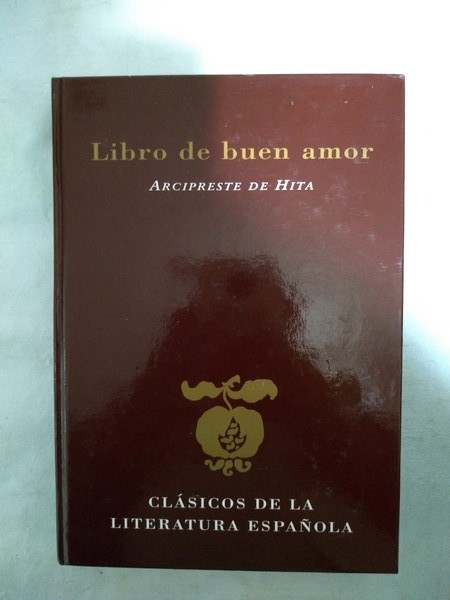 Libro de buen amor
ARCIPRESTE DE HITA
CLÁSICOS DE LA
LITERATURA ESPAÑOLA